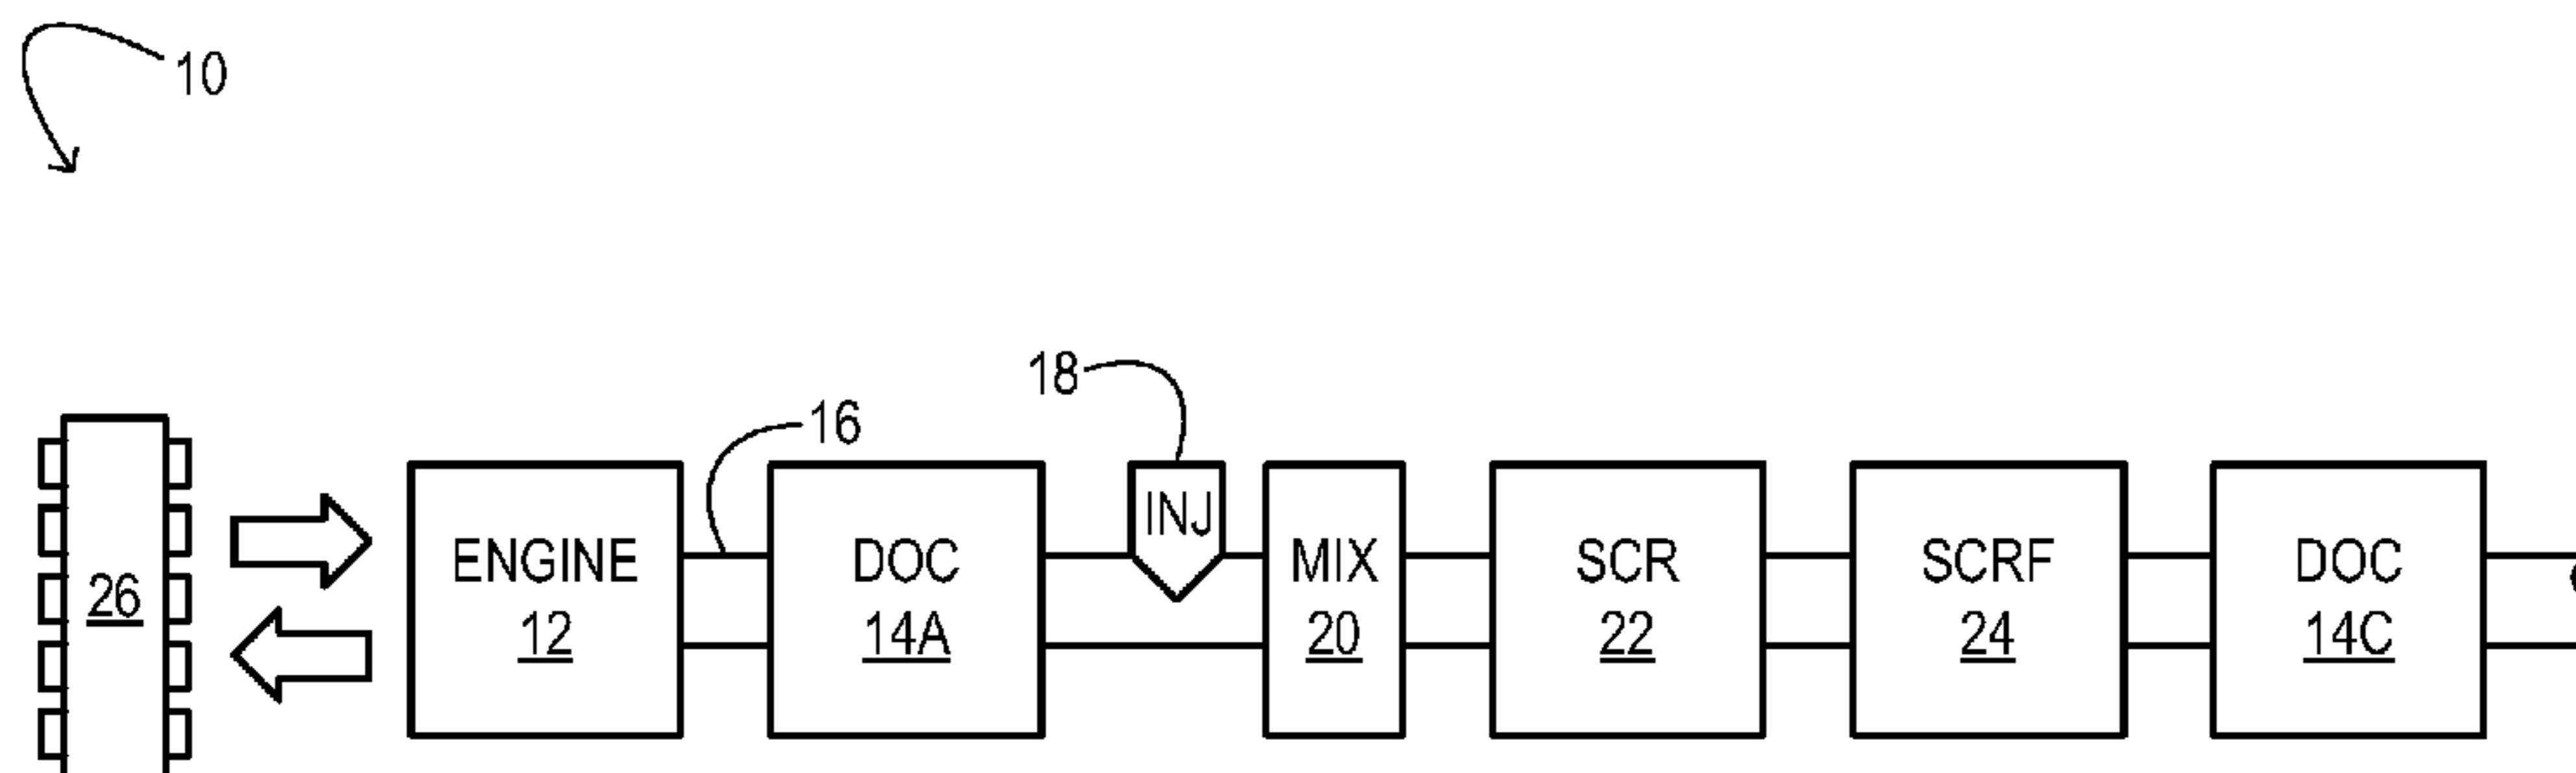 10
18
16
INJ
ENGINE
12
DOC
14A
MIX
20
SCR
22
SCRF
24
DOC
14C
26